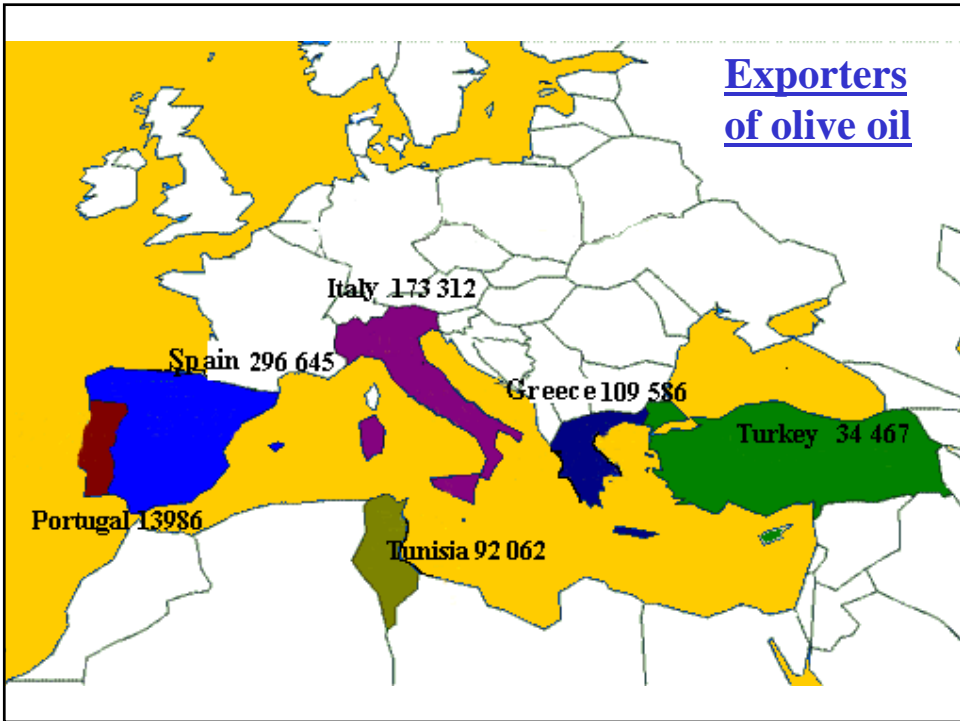 Exporters
of olive oil
Italy 173 312
Spain 296 645
Greece 109 586
Turkey 34 467
Portugal 13986
Tunisia 92 062